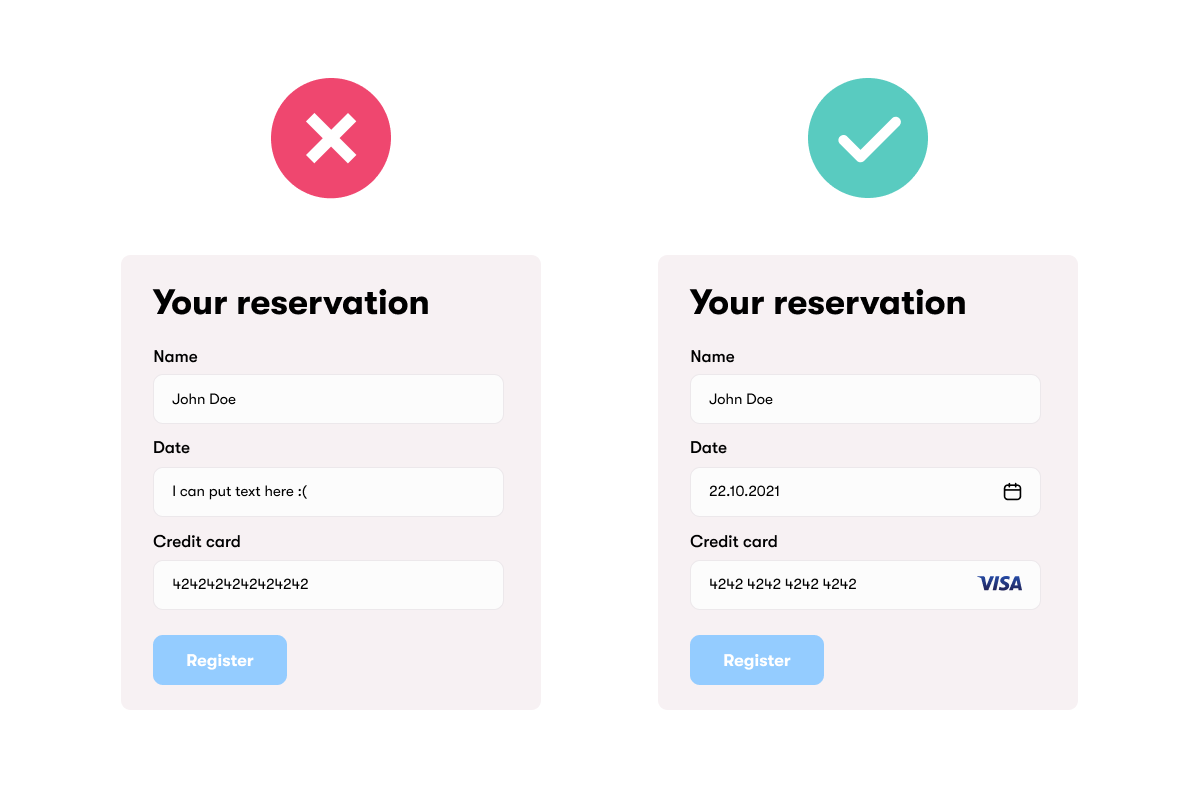 Your reservation
Name
John Doe
Date
I can put text here :(
Credit card
4242424242424242
Register
Your reservation
Name
John Doe
Date
22.10.2021
Credit card
4242 4242 4242 4242
VISA
Register